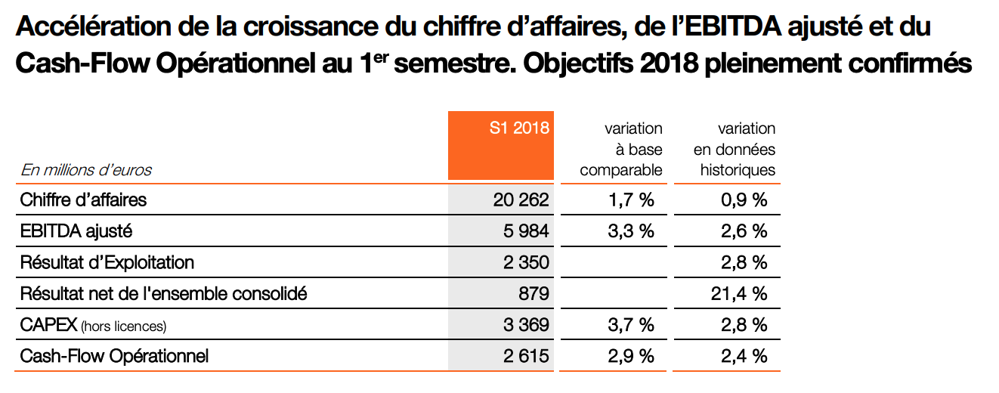 Accélération de la croissance du chiffre d’affaires, de l’EBITDA ajusté et du
Cash-Flow Opérationnel au 1er semestre. Objectifs 2018 pleinement confirmés
En millions d’euros S1 2018 variation à base comparable variation en données historiques
Chiffre d’affaires 20 262 1,7 % 0,9 %
EBITDA ajusté 5 984 3,3 % 2,6 %
Résultat d’Exploitation 2 350 2,8 %
Résultat net de l'ensemble consolidé 879 21,4 %
CAPEX (hors licences) 3 369 3,7 % 2,8 %
Cash-Flow Opérationnel 2 615 2,9 % 2,4 %